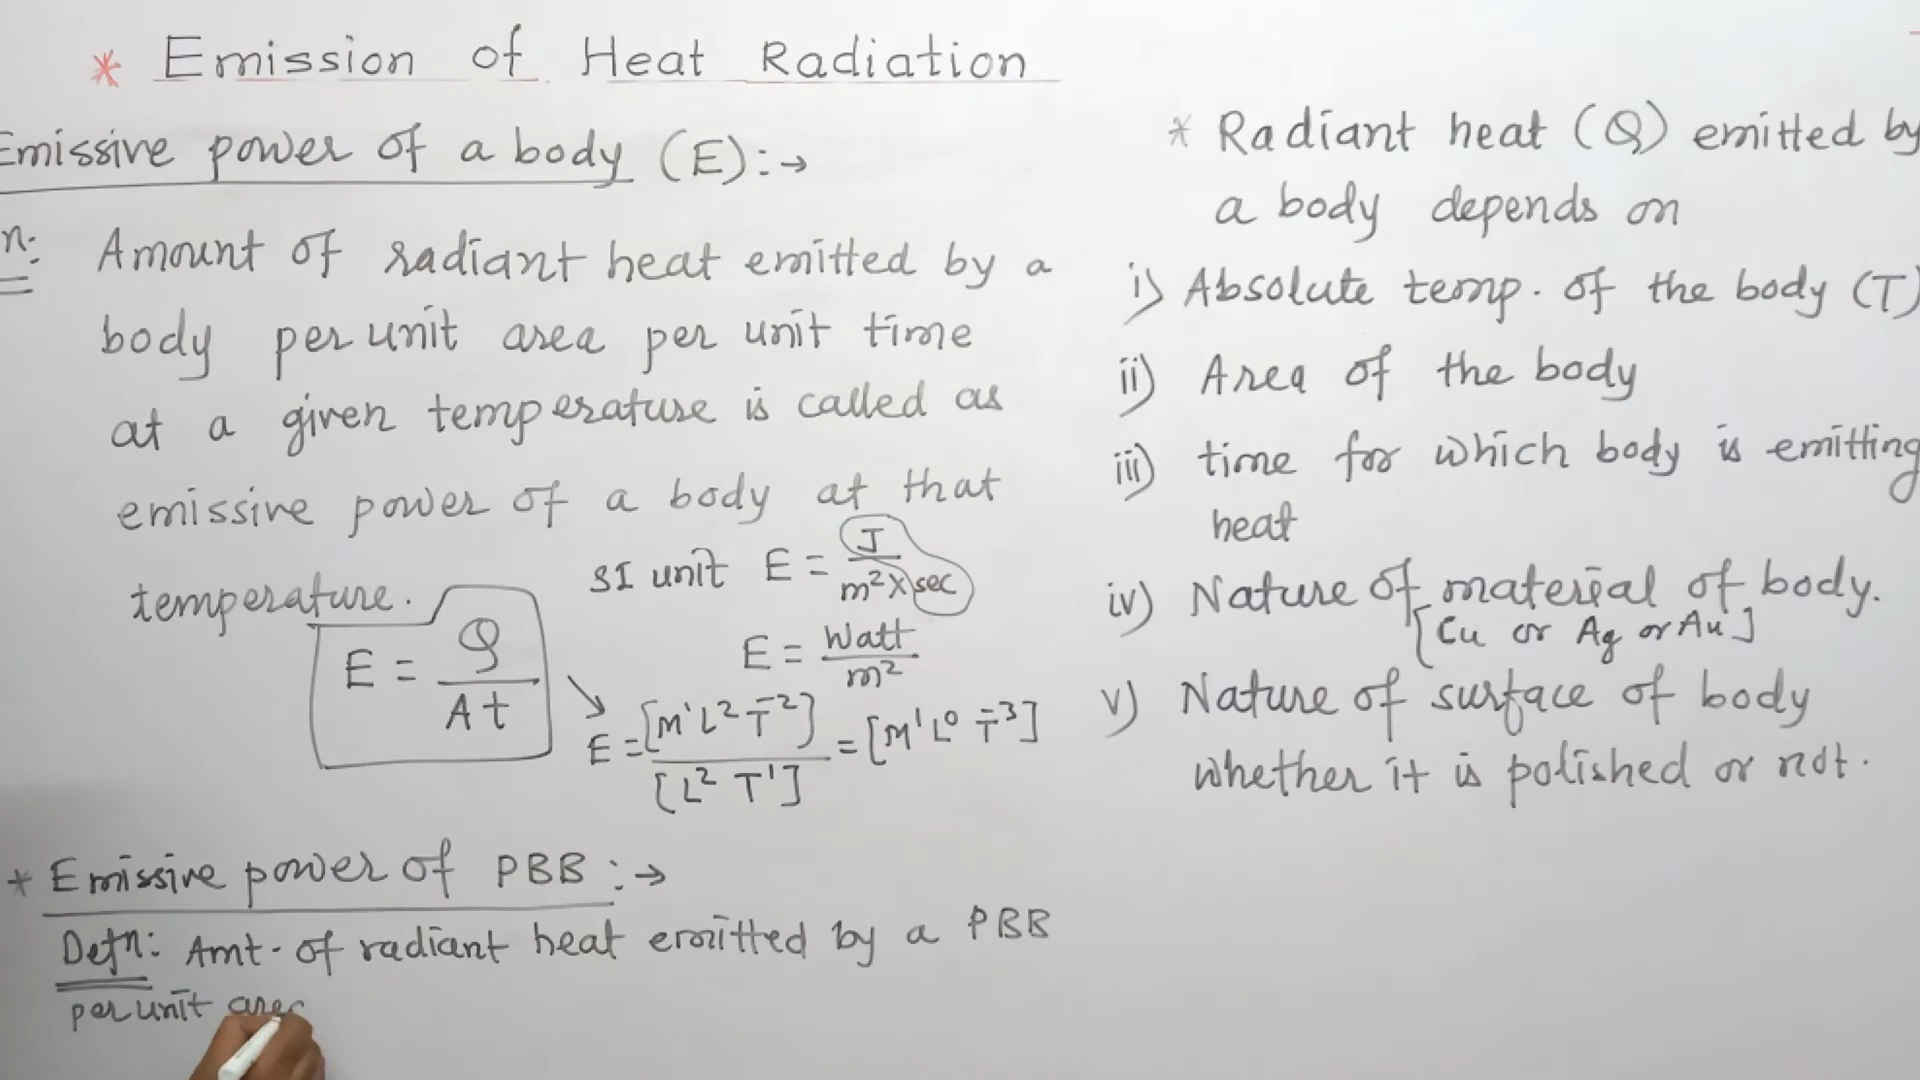 * Emission of Heat Radiation
Emissive power of a body (E):→
n: Amount of radiant heat emitted by a
body per unit area per unit time
at a given temperature is called as
emissive power of a body at that
temperature.
E = Q / At
SI unit E = J / m² x sec
E = Watt / m²
E = [M¹L²T⁻²] / [L² T¹] = [M¹L⁰ T⁻³]
* Emissive power of PBB :→
Defn: Amt. of radiant heat emitted by a PBB
per unit area
* Radiant heat (Q) emitted by
a body depends on
i) Absolute temp. of the body (T)
ii) Area of the body
iii) time for which body is emitting
heat
iv) Nature of material of body.
[Cu or Ag or Au]
v) Nature of surface of body
whether it is polished or not.